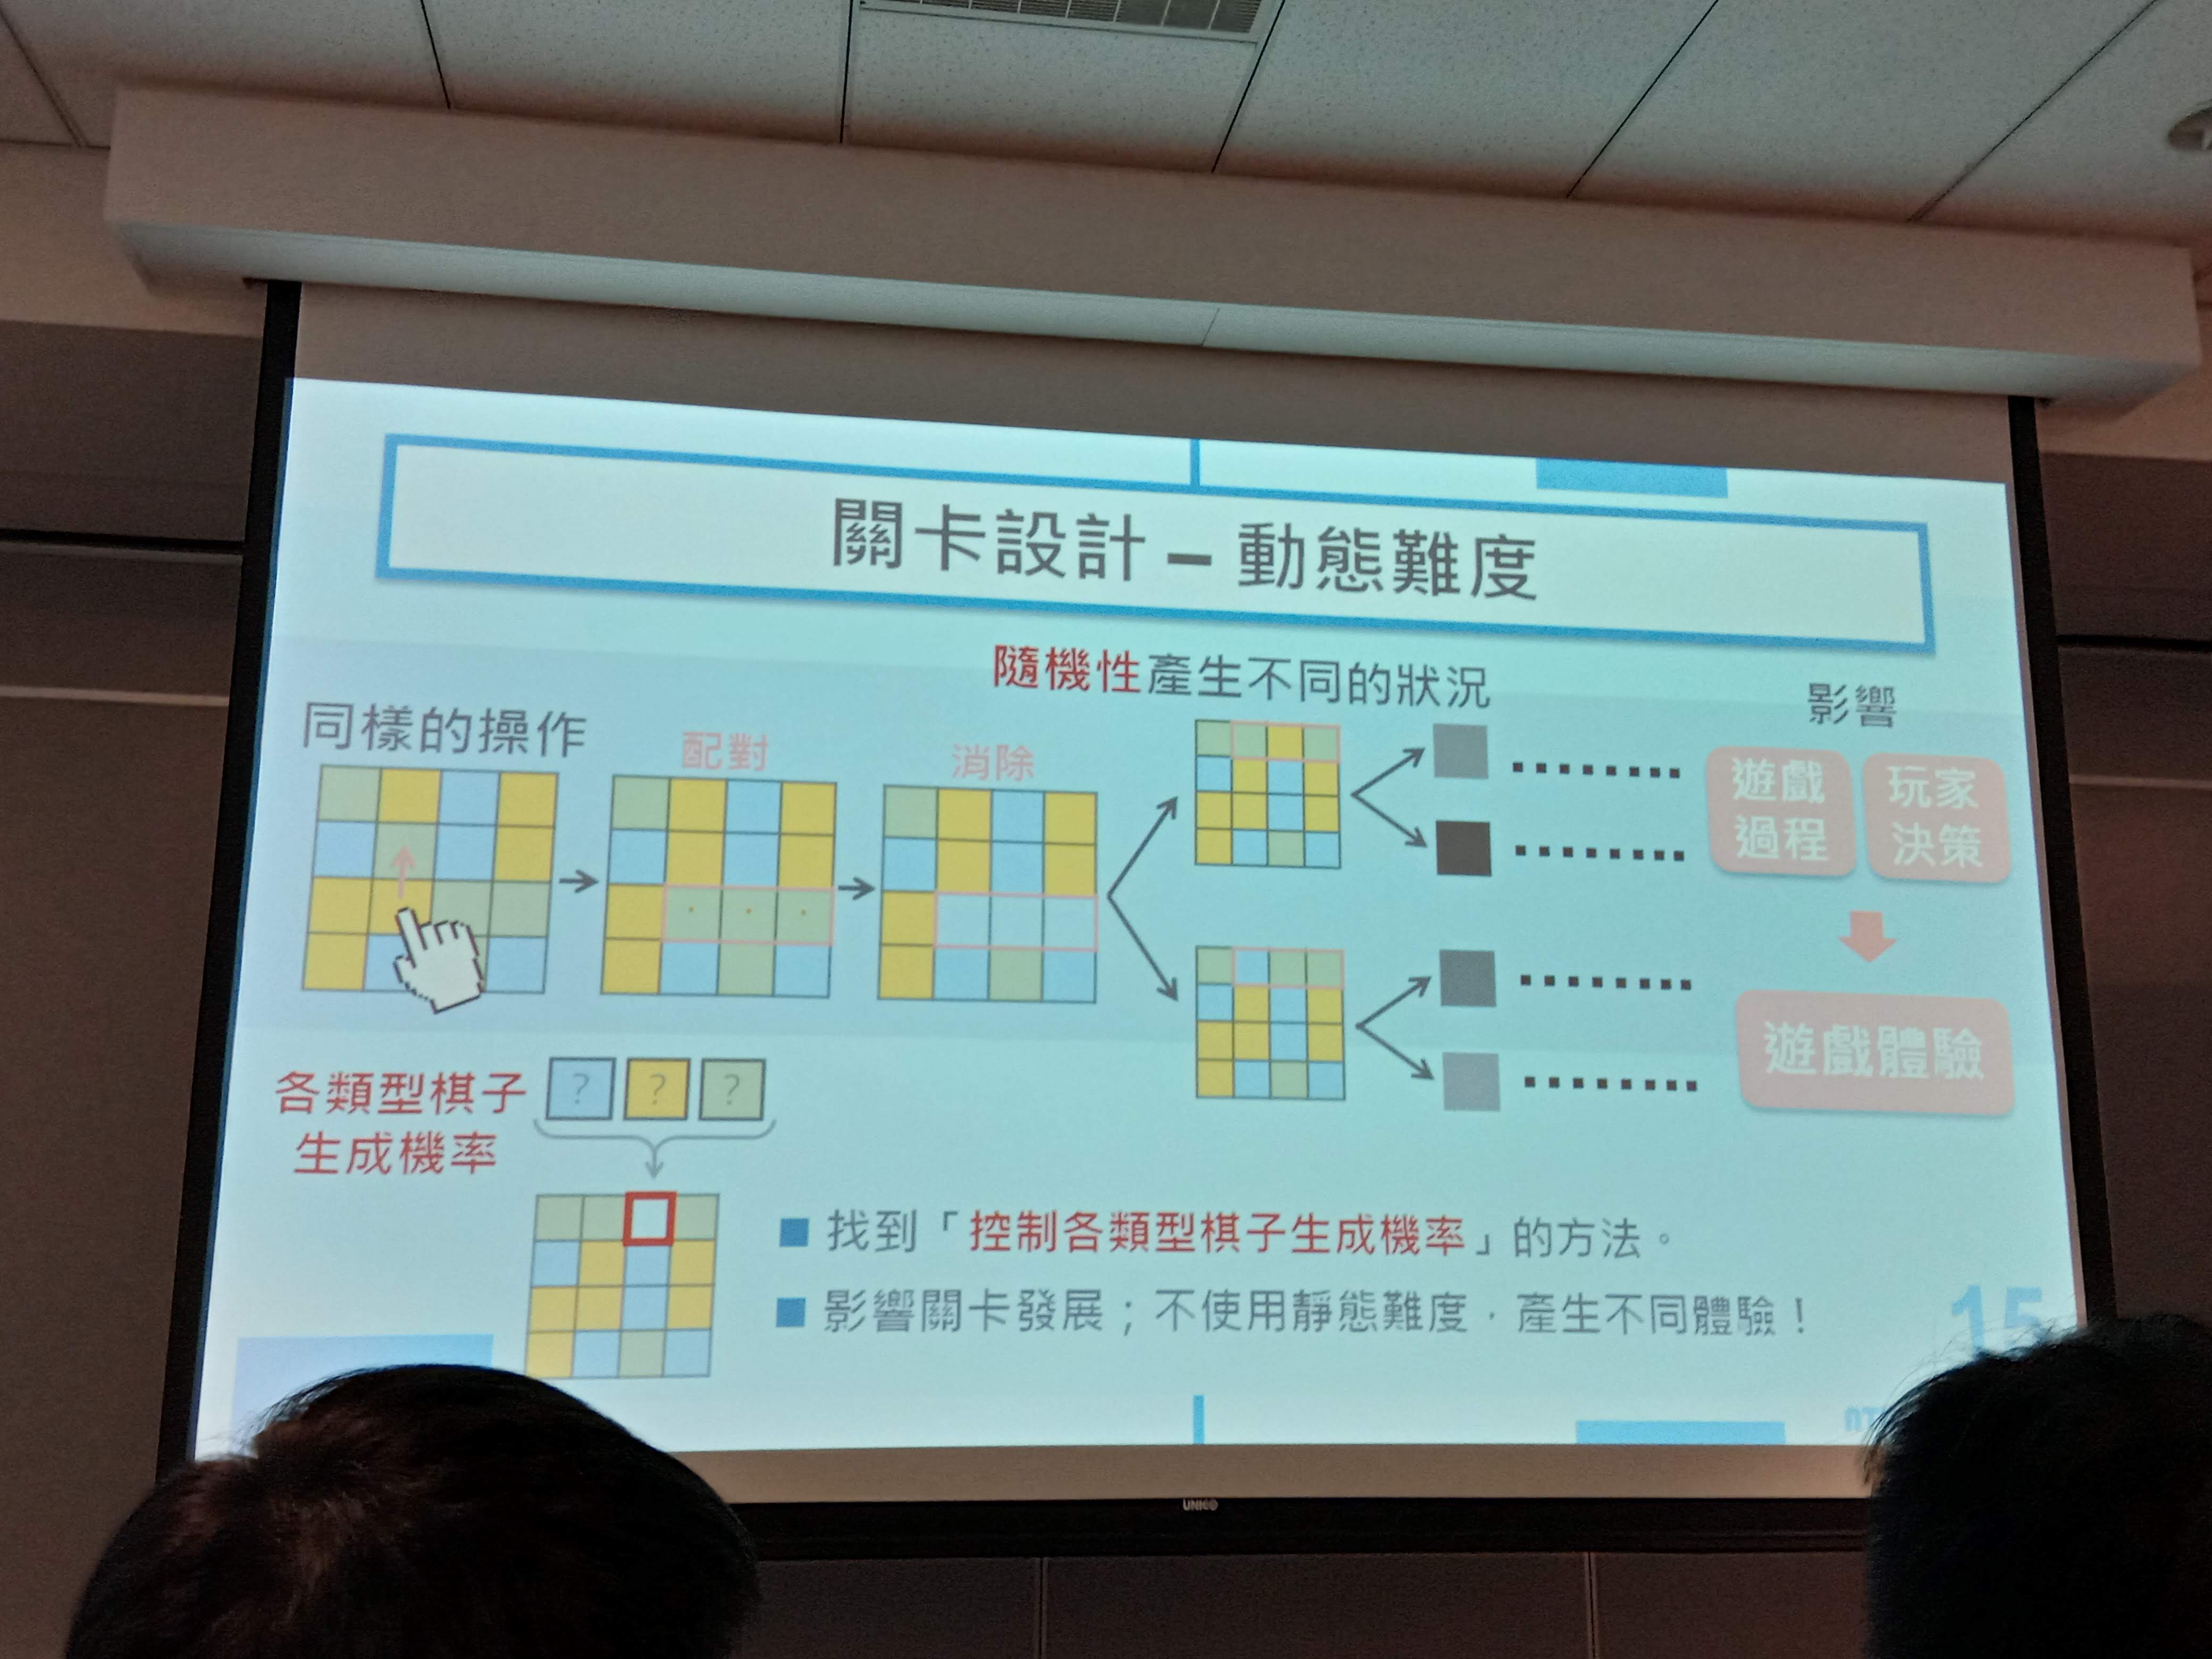 關卡設計 – 動態難度
隨機性產生不同的狀況
影響
同樣的操作
配對
消除
遊戲
過程
玩家
決策
遊戲體驗
各類型棋子
生成機率
? ? ?
■ 找到「控制各類型棋子生成機率」的方法。
■ 影響關卡發展；不使用靜態難度，產生不同體驗！
15
UNICO